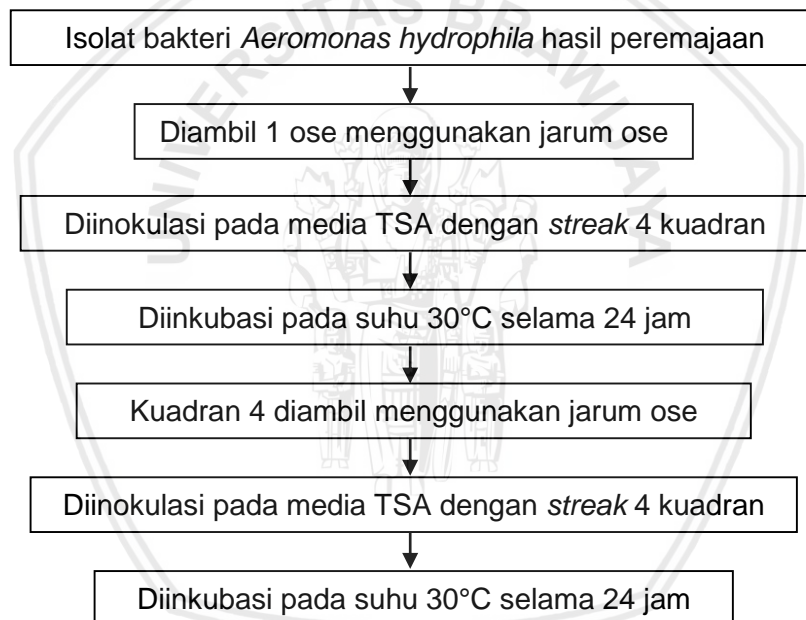 UNIVERSITAS BRAWIJAYA
Isolat bakteri Aeromonas hydrophila hasil peremajaan
Diambil 1 ose menggunakan jarum ose
Diinokulasi pada media TSA dengan streak 4 kuadran
Diinkubasi pada suhu 30°C selama 24 jam
Kuadran 4 diambil menggunakan jarum ose
Diinokulasi pada media TSA dengan streak 4 kuadran
Diinkubasi pada suhu 30°C selama 24 jam